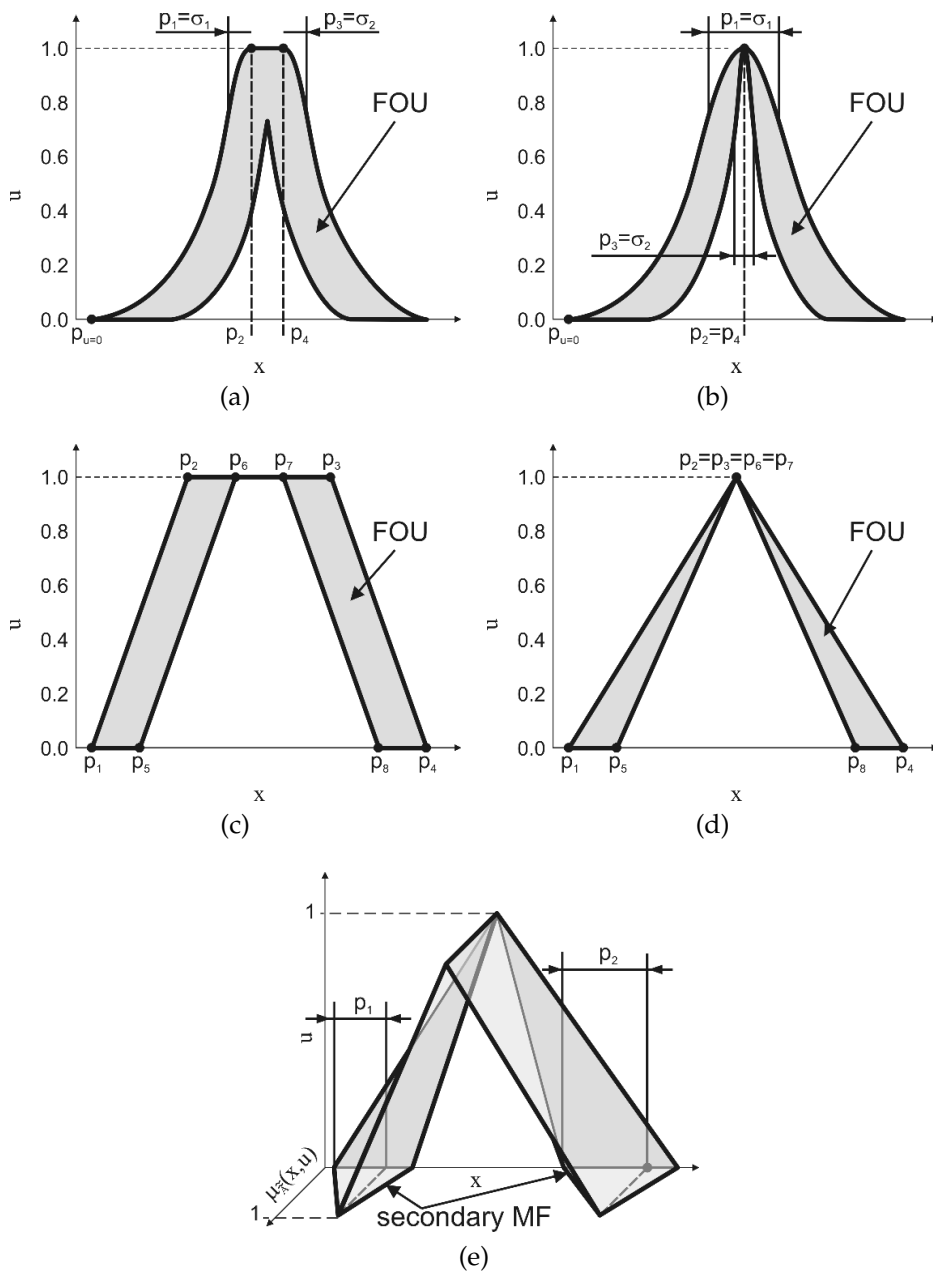 p₁=σ₁ p₃=σ₂
1.0
0.8
0.6
0.4
0.2
0.0
u
FOU
pᵤ₌₀ p₂ p₄
x
(a)
p₁=σ₁
1.0
0.8
0.6
0.4
0.2
0.0
u
FOU
p₃=σ₂
pᵤ₌₀ p₂=p₄
x
(b)
p₂ p₆ p₇ p₃
1.0
0.8
0.6
0.4
0.2
0.0
u
FOU
p₁ p₅ p₈ p₄
x
(c)
p₂=p₃=p₆=p₇
1.0
0.8
0.6
0.4
0.2
0.0
u
FOU
p₁ p₅ p₈ p₄
x
(d)
1
p₂
p₁
u
μ_Ã̃(x,u)
x
1
secondary MF
(e)